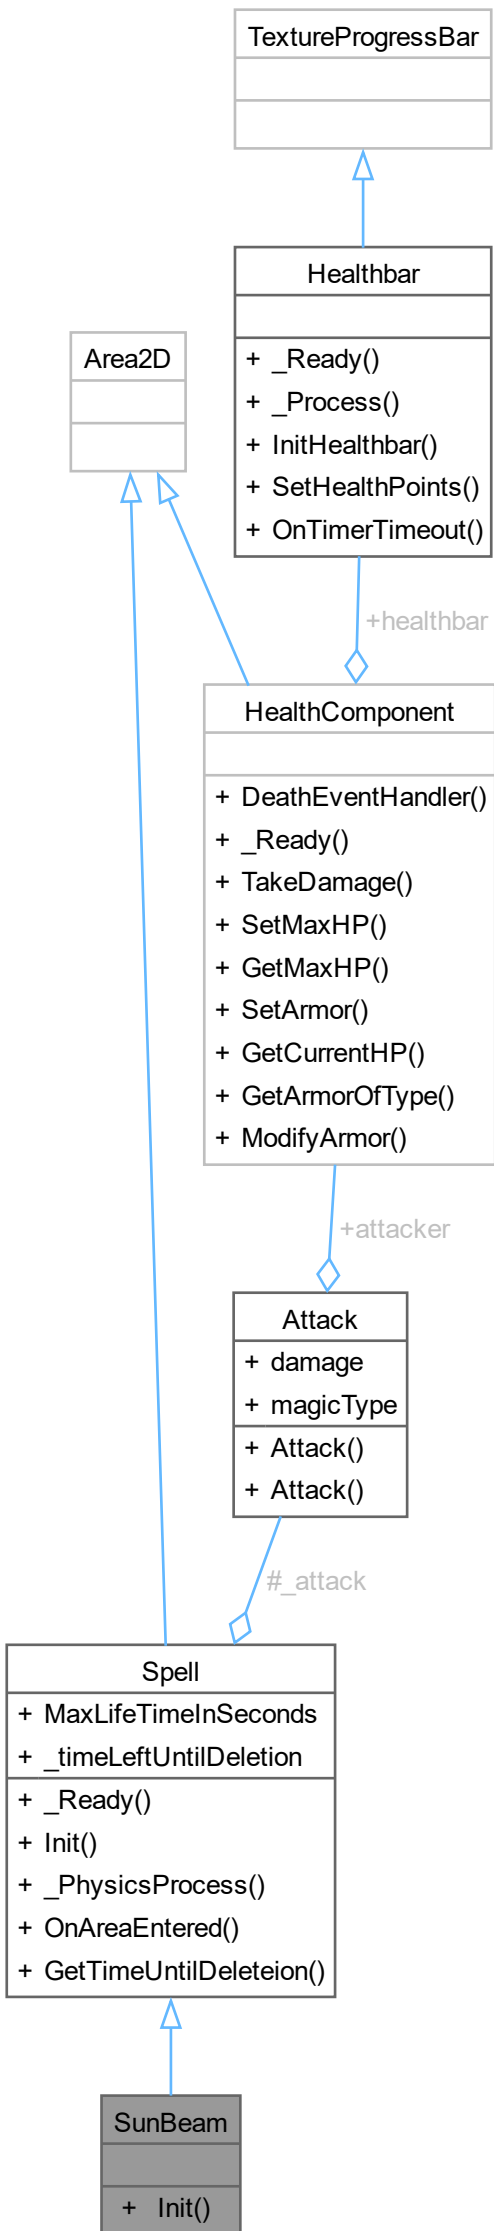 TextureProgressBar
Healthbar
+ _Ready()
+ _Process()
+ InitHealthbar()
+ SetHealthPoints()
+ OnTimerTimeout()
Area2D
+healthbar
HealthComponent
+ DeathEventHandler()
+ _Ready()
+ TakeDamage()
+ SetMaxHP()
+ GetMaxHP()
+ SetArmor()
+ GetCurrentHP()
+ GetArmorOfType()
+ ModifyArmor()
+attacker
Attack
+ damage
+ magicType
+ Attack()
+ Attack()
#_attack
Spell
+ MaxLifeTimeInSeconds
+ _timeLeftUntilDeletion
+ _Ready()
+ Init()
+ _PhysicsProcess()
+ OnAreaEntered()
+ GetTimeUntilDeleteion()
SunBeam
+ Init()